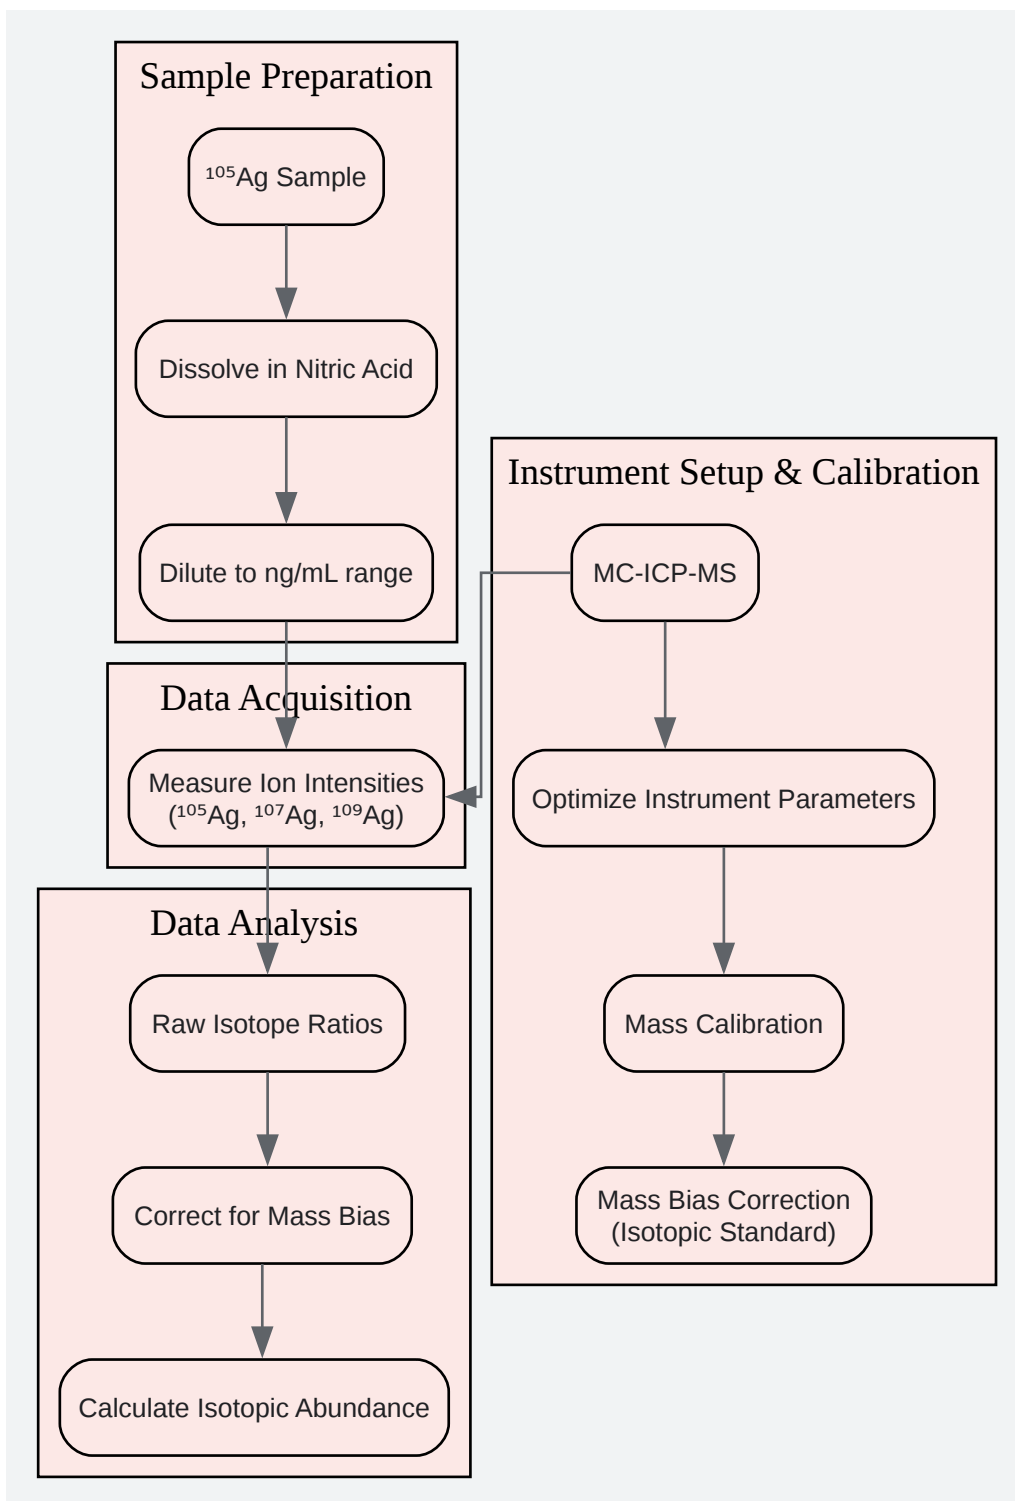 Sample Preparation
¹⁰⁵Ag Sample
Dissolve in Nitric Acid
Dilute to ng/mL range
Instrument Setup & Calibration
MC-ICP-MS
Optimize Instrument Parameters
Mass Calibration
Mass Bias Correction
(Isotopic Standard)
Data Acquisition
Measure Ion Intensities
(¹⁰⁵Ag, ¹⁰⁷Ag, ¹⁰⁹Ag)
Data Analysis
Raw Isotope Ratios
Correct for Mass Bias
Calculate Isotopic Abundance